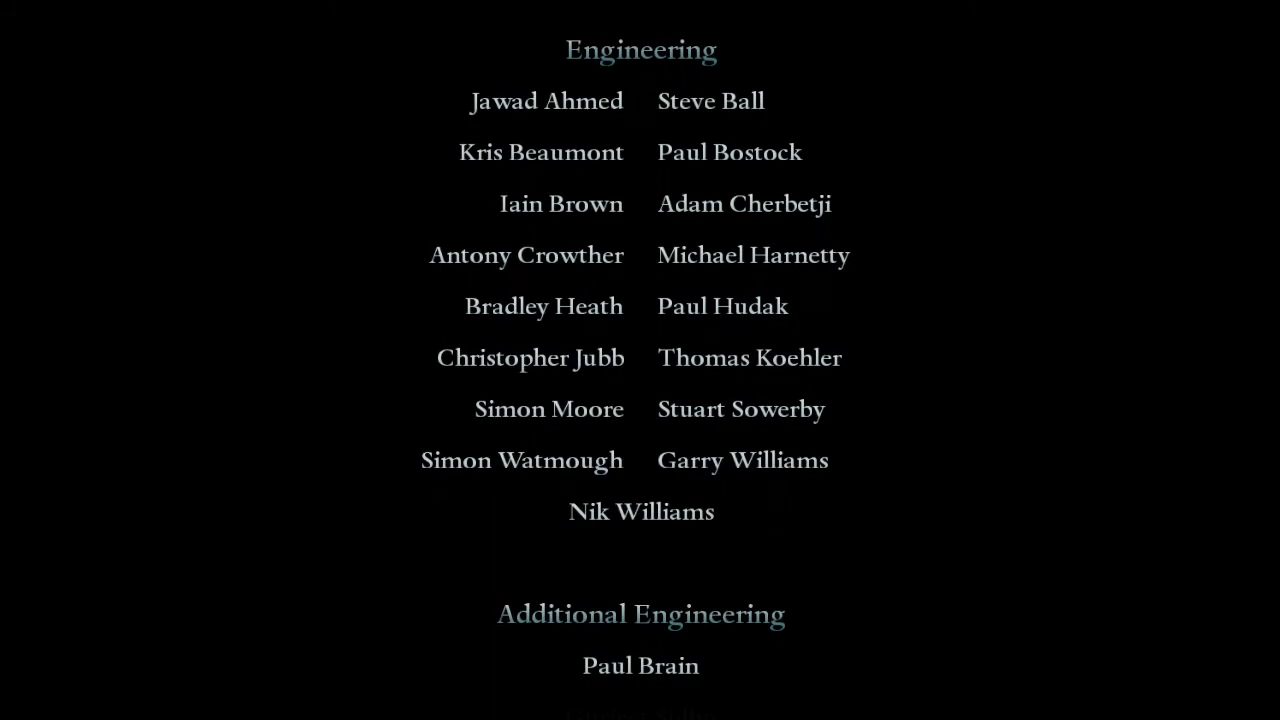 Engineering
Jawad Ahmed Steve Ball
Kris Beaumont Paul Bostock
Iain Brown Adam Cherbetji
Antony Crowther Michael Harnetty
Bradley Heath Paul Hudak
Christopher Jubb Thomas Koehler
Simon Moore Stuart Sowerby
Simon Watmough Garry Williams
Nik Williams
Additional Engineering
Paul Brain